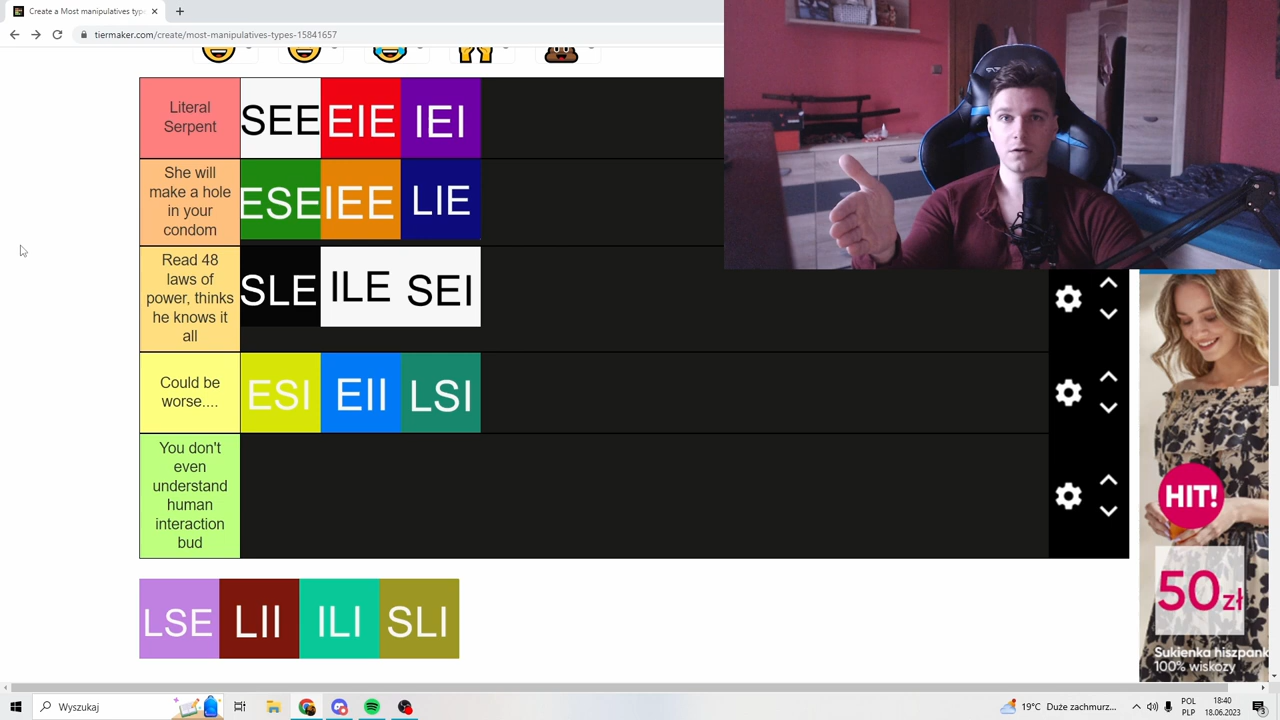 Create a Most manipulatives typ
tiermaker.com/create/most-manipulatives-types-15841657
Literal
Serpent
SEE
EIE
IEI
She will
make a hole
in your
condom
ESE
IEE
LIE
Read 48
laws of
power, thinks
he knows it
all
SLE
ILE
SEI
Could be
worse....
ESI
EII
LSI
You don't
even
understand
human
interaction
bud
LSE
LII
ILI
SLI
HIT!
50zł
Sukienka hiszpank
100% wiskozy
Wyszukaj
19°C Duże zachmurz...
POL
PLP
18:40
18.06.2023
3